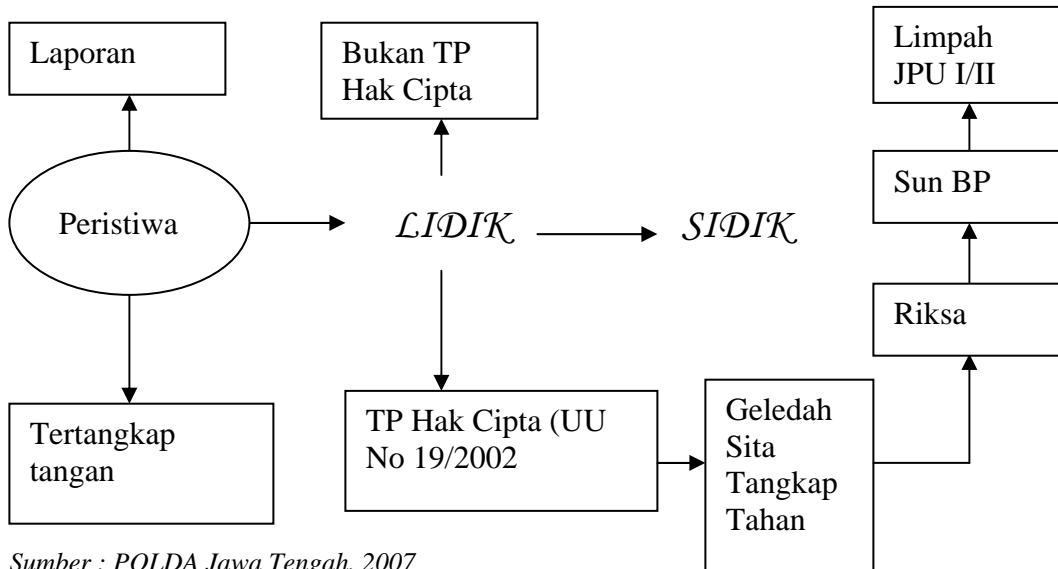 Laporan
Bukan TP
Hak Cipta
Limpah
JPU I/II
Peristiwa
LIDIK
SIDIK
Sun BP
Riksa
Tertangkap
tangan
TP Hak Cipta (UU
No 19/2002
Geledah
Sita
Tangkap
Tahan
Sumber : POLDA Jawa Tengah, 2007